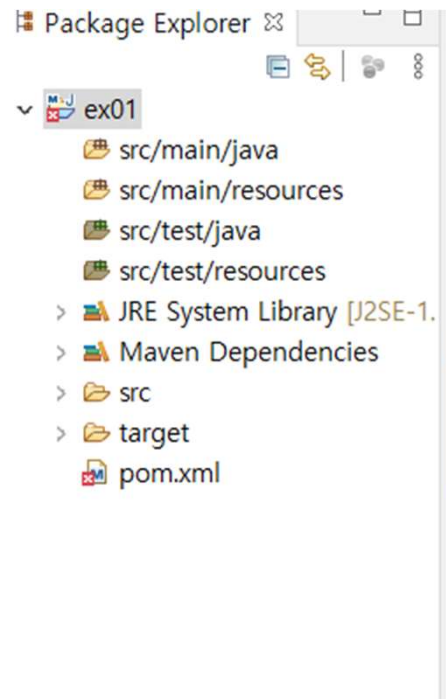 Package Explorer
ex01
src/main/java
src/main/resources
src/test/java
src/test/resources
JRE System Library [J2SE-1.
Maven Dependencies
src
target
pom.xml